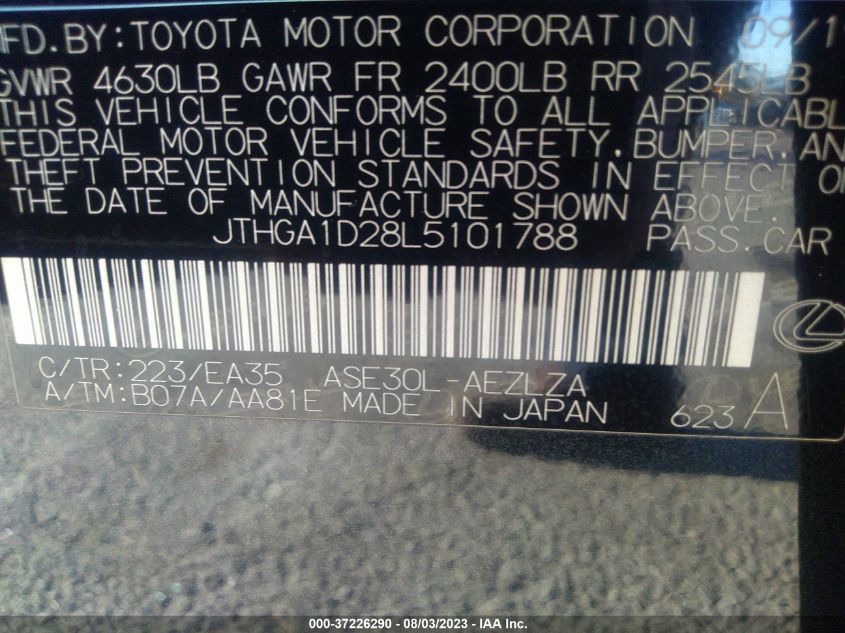 MFD.BY:TOYOTA MOTOR CORPORATION 09/1
GVWR 4630LB GAWR FR 2400LB RR 2545LB
THIS VEHICLE CONFORMS TO ALL APPLICABL
FEDERAL MOTOR VEHICLE SAFETY, BUMPER, AN
THEFT PREVENTION STANDARDS IN EFFECT O
THE DATE OF MANUFACTURE SHOWN ABOVE.
JTHGA1D28L5101788 PASS.CAR
C/TR:223/EA35 ASE30L-AEZLZA
A/TM:B07A/AA81E MADE IN JAPAN 623 A
000-37226290 - 08/03/2023 - IAA Inc.